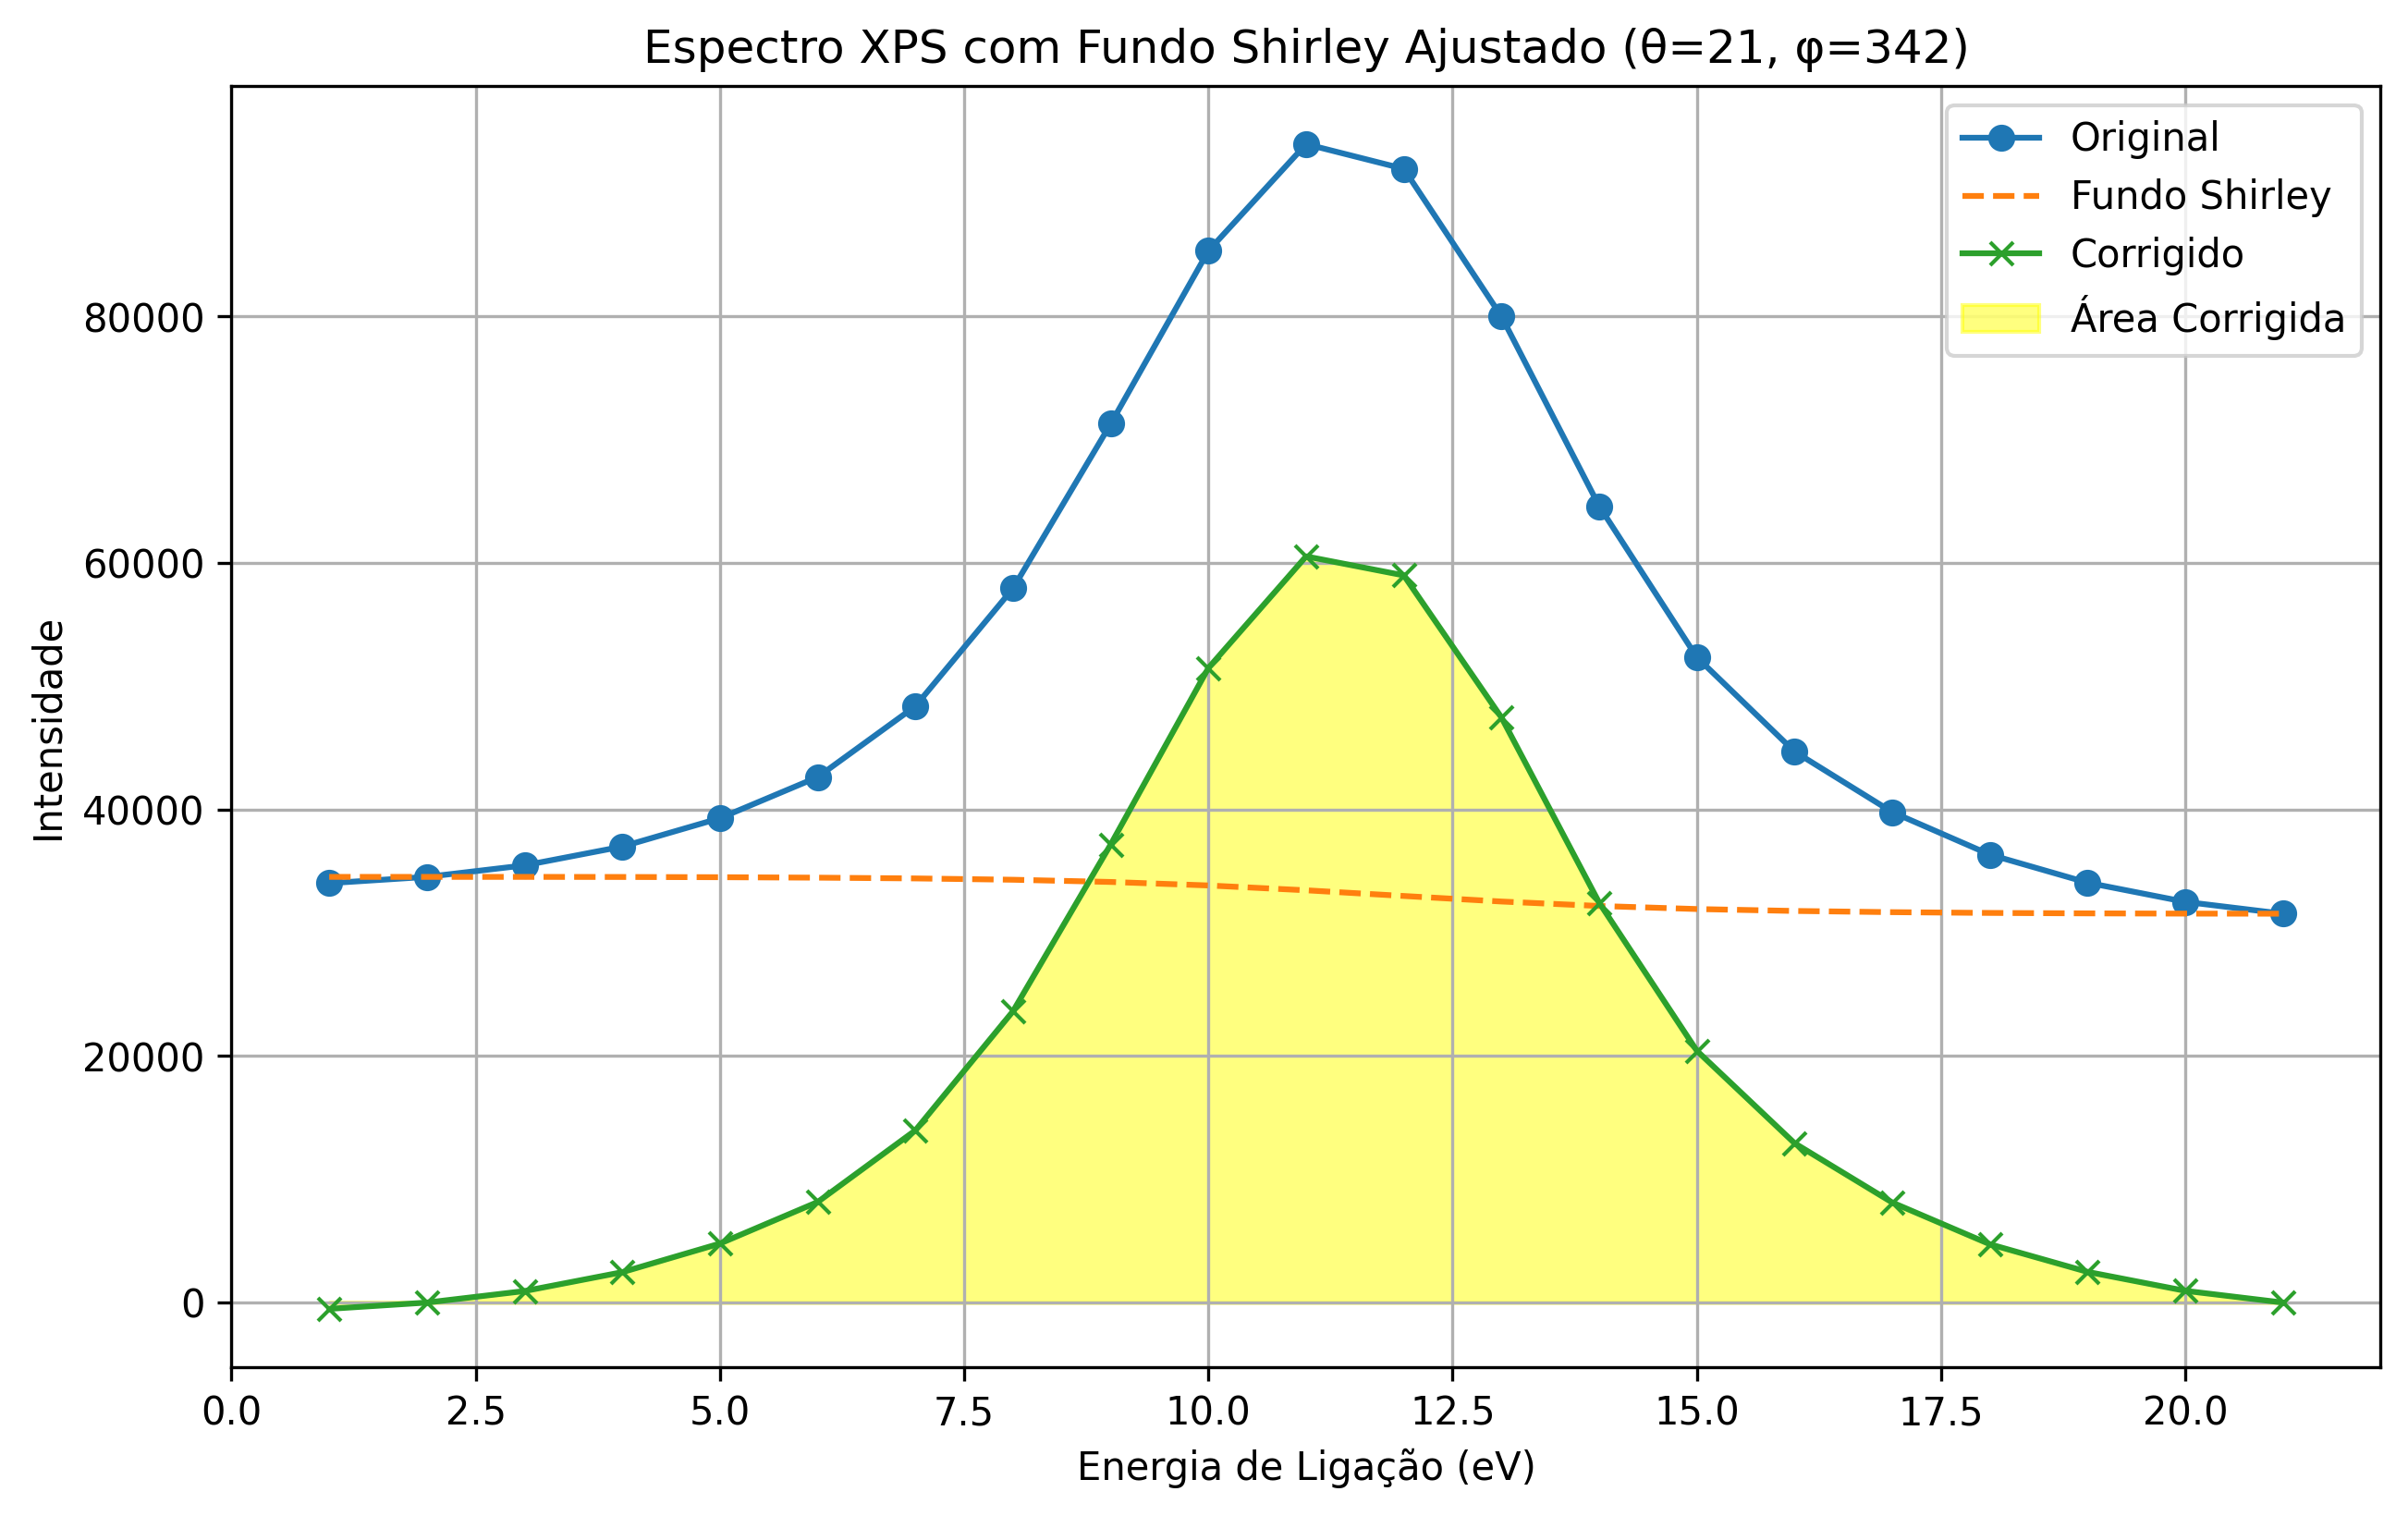 Espectro XPS com Fundo Shirley Ajustado (θ=21, φ=342)
Original
Fundo Shirley
Corrigido
Área Corrigida
Intensidade
80000
60000
40000
20000
0
0.0 2.5 5.0 7.5 10.0 12.5 15.0 17.5 20.0
Energia de Ligação (eV)